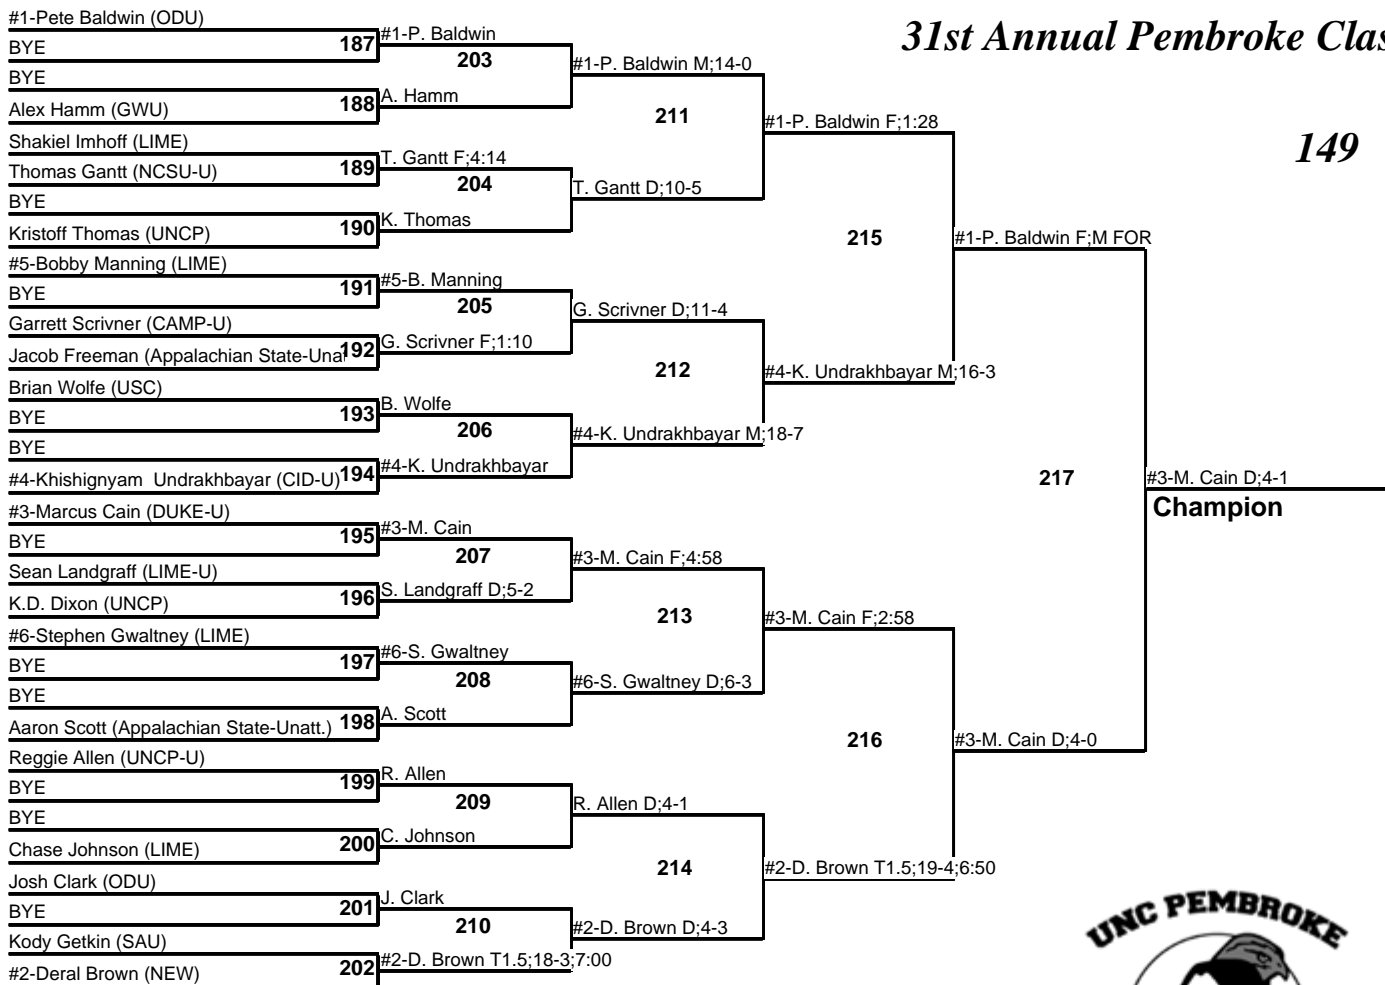 #1-Pete Baldwin (ODU)
BYE
187
BYE
Alex Hamm (GWU)
188
Shakiel Imhoff (LIME)
Thomas Gantt (NCSU-U)
189
BYE
Kristoff Thomas (UNCP)
190
#5-Bobby Manning (LIME)
BYE
191
Garrett Scrivner (CAMP-U)
Jacob Freeman (Appalachian State-Una
192
Brian Wolfe (USC)
BYE
193
BYE
#4-Khishignyam Undrakhbayar (CID-U)
194
#3-Marcus Cain (DUKE-U)
BYE
195
Sean Landgraff (LIME-U)
K.D. Dixon (UNCP)
196
#6-Stephen Gwaltney (LIME)
BYE
197
BYE
Aaron Scott (Appalachian State-Unatt.)
198
Reggie Allen (UNCP-U)
BYE
199
BYE
Chase Johnson (LIME)
200
Josh Clark (ODU)
BYE
201
Kody Getkin (SAU)
#2-Deral Brown (NEW)
202
#1-P. Baldwin
203
A. Hamm
T. Gantt F;4:14
204
K. Thomas
#5-B. Manning
205
G. Scrivner F;1:10
B. Wolfe
206
#4-K. Undrakhbayar
#3-M. Cain
207
S. Landgraff D;5-2
#6-S. Gwaltney
208
A. Scott
R. Allen
209
C. Johnson
J. Clark
210
#2-D. Brown T1.5;18-3;7:00
#1-P. Baldwin M;14-0
211
T. Gantt D;10-5
G. Scrivner D;11-4
212
#4-K. Undrakhbayar M;18-7
#3-M. Cain F;4:58
213
#6-S. Gwaltney D;6-3
R. Allen D;4-1
214
#2-D. Brown D;4-3
#1-P. Baldwin F;1:28
215
#4-K. Undrakhbayar M;16-3
#3-M. Cain F;2:58
216
#2-D. Brown T1.5;19-4;6:50
#1-P. Baldwin F;M FOR
217
#3-M. Cain D;4-0
#3-M. Cain D;4-1
Champion
31st Annual Pembroke Clas
149
UNC PEMBROKE